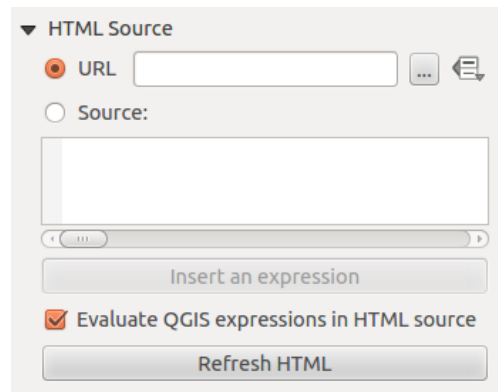 HTML Source
URL
...
Source:
Insert an expression
Evaluate QGIS expressions in HTML source
Refresh HTML